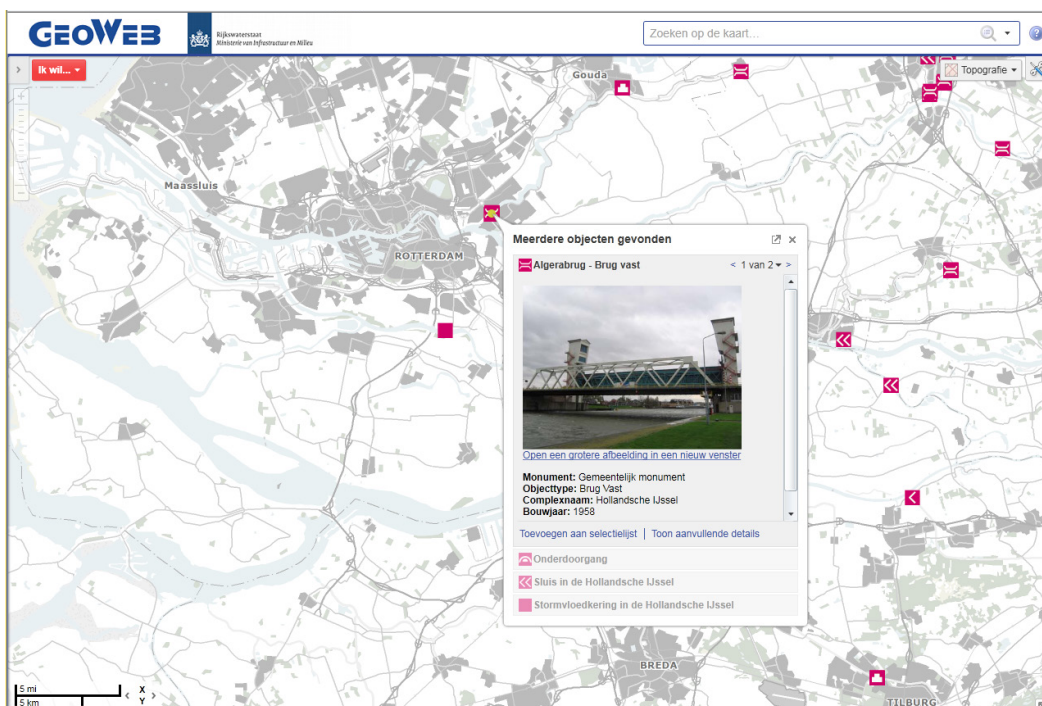 GEOWEB
Rijkswaterstaat
Ministerie van Infrastructuur en Milieu
Zoeken op de kaart...
Ik wil...
Topografie
Gouda
Maassluis
ROTTERDAM
Meerdere objecten gevonden
Algerabrug - Brug vast
< 1 van 2 >
Open een grotere afbeelding in een nieuw venster
Monument: Gemeentelijk monument
Objecttype: Brug Vast
Complexnaam: Hollandsche IJssel
Bouwjaar: 1958
Toevoegen aan selectielijst | Toon aanvullende details
Onderdoorgang
Sluis in de Hollandsche IJssel
Stormvloedkering in de Hollandsche IJssel
BREDA
TILBURG
5 mi
5 km
X
Y